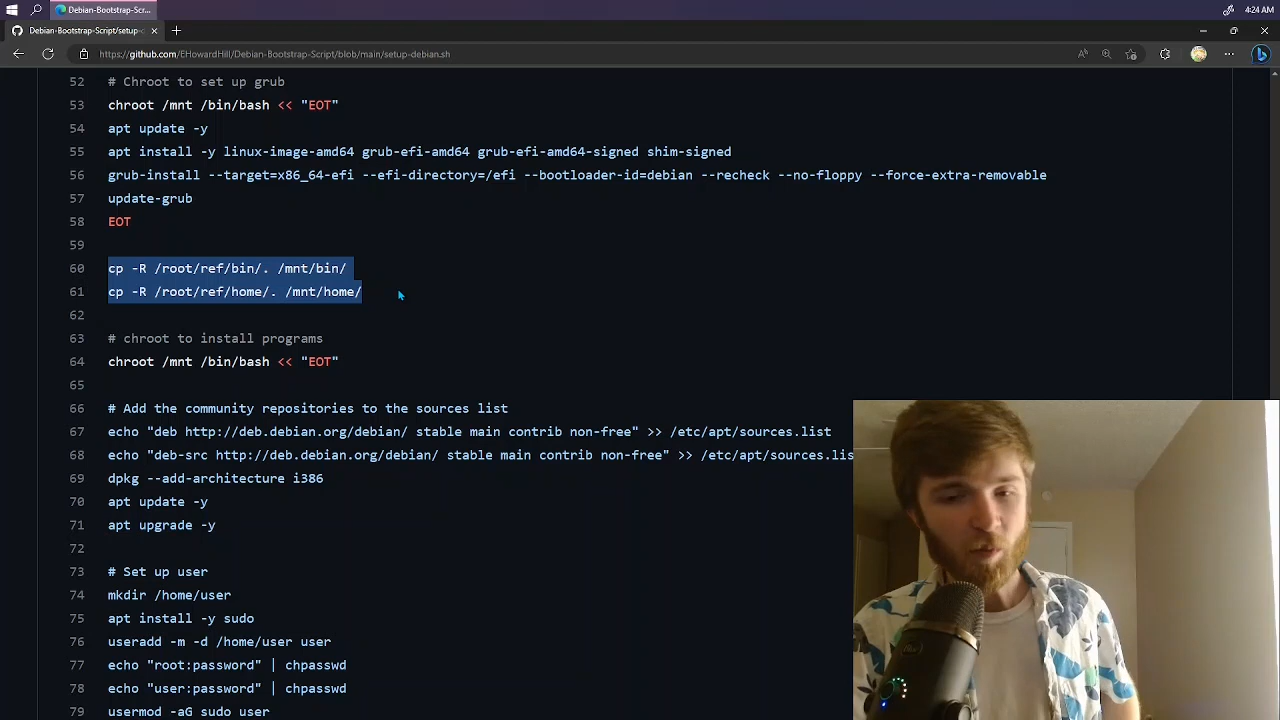 Debian-Bootstrap-Sc...
4:24 AM
Debian-Bootstrap-Script/setup-
https://github.com/EHowardHill/Debian-Bootstrap-Script/blob/main/setup-debian.sh
52 # Chroot to set up grub
53 chroot /mnt /bin/bash << "EOT"
54 apt update -y
55 apt install -y linux-image-amd64 grub-efi-amd64 grub-efi-amd64-signed shim-signed
56 grub-install --target=x86_64-efi --efi-directory=/efi --bootloader-id=debian --recheck --no-floppy --force-extra-removable
57 update-grub
58 EOT
59
60 cp -R /root/ref/bin/. /mnt/bin/
61 cp -R /root/ref/home/. /mnt/home/
62
63 # chroot to install programs
64 chroot /mnt /bin/bash << "EOT"
65
66 # Add the community repositories to the sources list
67 echo "deb http://deb.debian.org/debian/ stable main contrib non-free" >> /etc/apt/sources.list
68 echo "deb-src http://deb.debian.org/debian/ stable main contrib non-free" >> /etc/apt/sources.lis
69 dpkg --add-architecture i386
70 apt update -y
71 apt upgrade -y
72
73 # Set up user
74 mkdir /home/user
75 apt install -y sudo
76 useradd -m -d /home/user user
77 echo "root:password" | chpasswd
78 echo "user:password" | chpasswd
79 usermod -aG sudo user